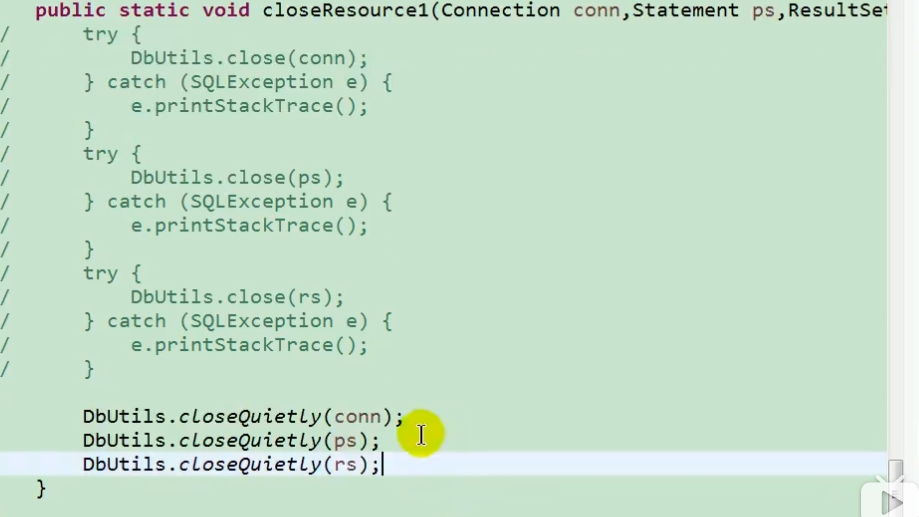 public static void closeResource1(Connection conn,Statement ps,ResultSet
/ try {
/ DbUtils.close(conn);
/ } catch (SQLException e) {
/ e.printStackTrace();
/ }
/ try {
/ DbUtils.close(ps);
/ } catch (SQLException e) {
/ e.printStackTrace();
/ }
/ try {
/ DbUtils.close(rs);
/ } catch (SQLException e) {
/ e.printStackTrace();
/ }
DbUtils.closeQuietly(conn);
DbUtils.closeQuietly(ps);
DbUtils.closeQuietly(rs);
}